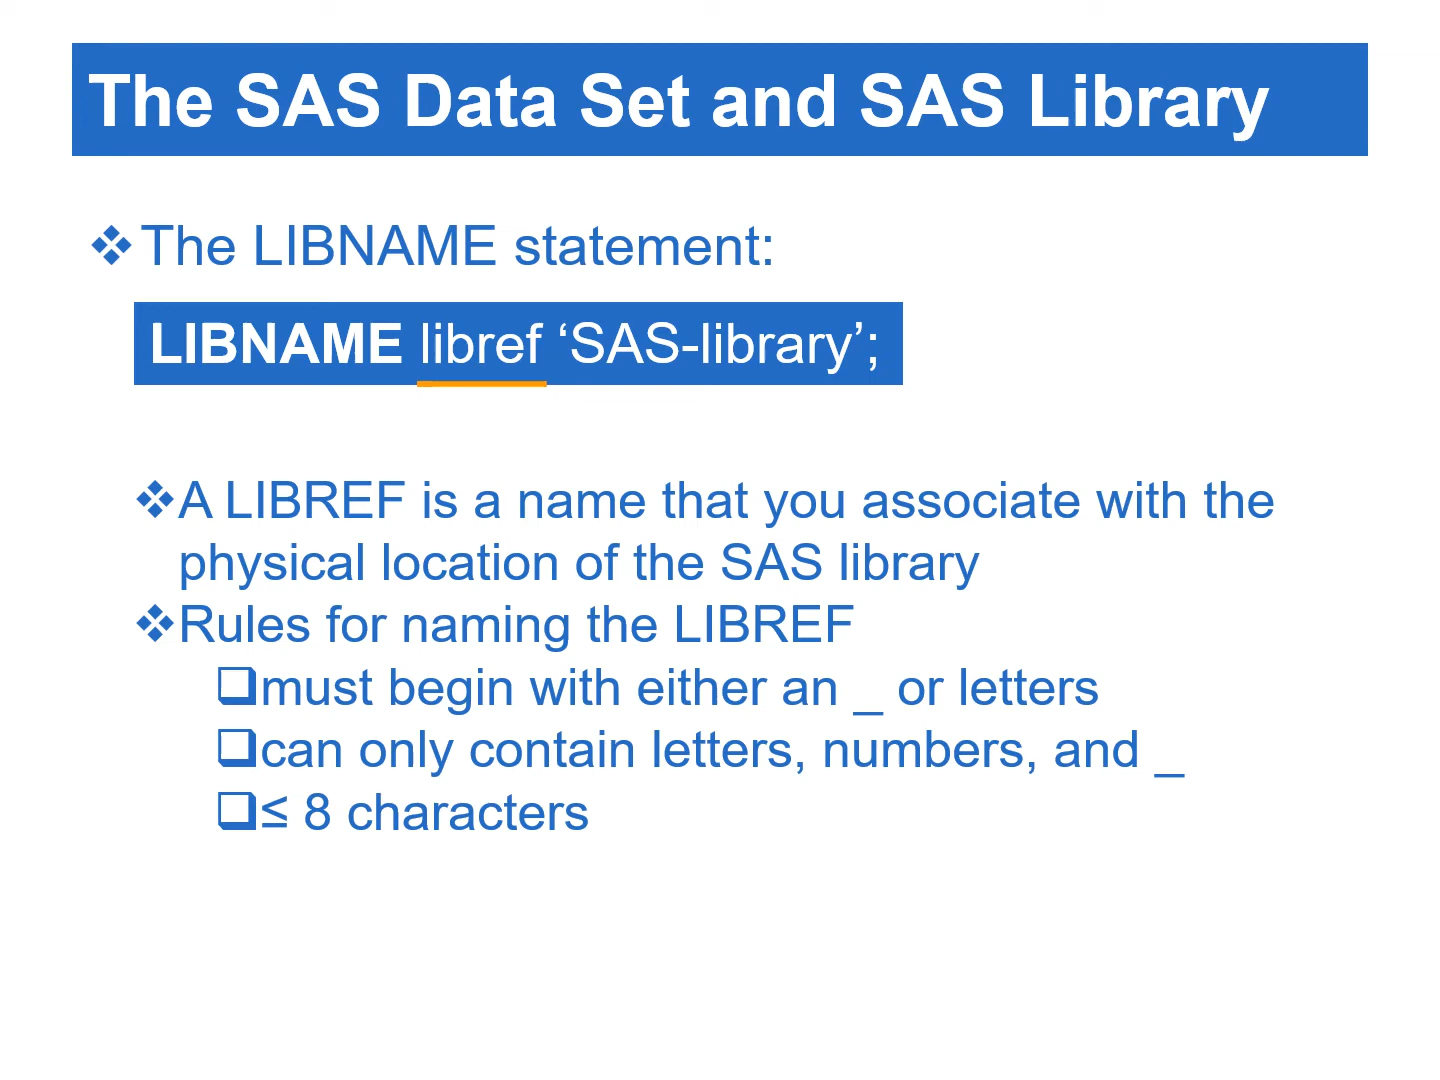 The SAS Data Set and SAS Library
❖The LIBNAME statement:
LIBNAME libref ‘SAS-library’;
❖A LIBREF is a name that you associate with the
physical location of the SAS library
❖Rules for naming the LIBREF
❑must begin with either an _ or letters
❑can only contain letters, numbers, and _
❑≤ 8 characters